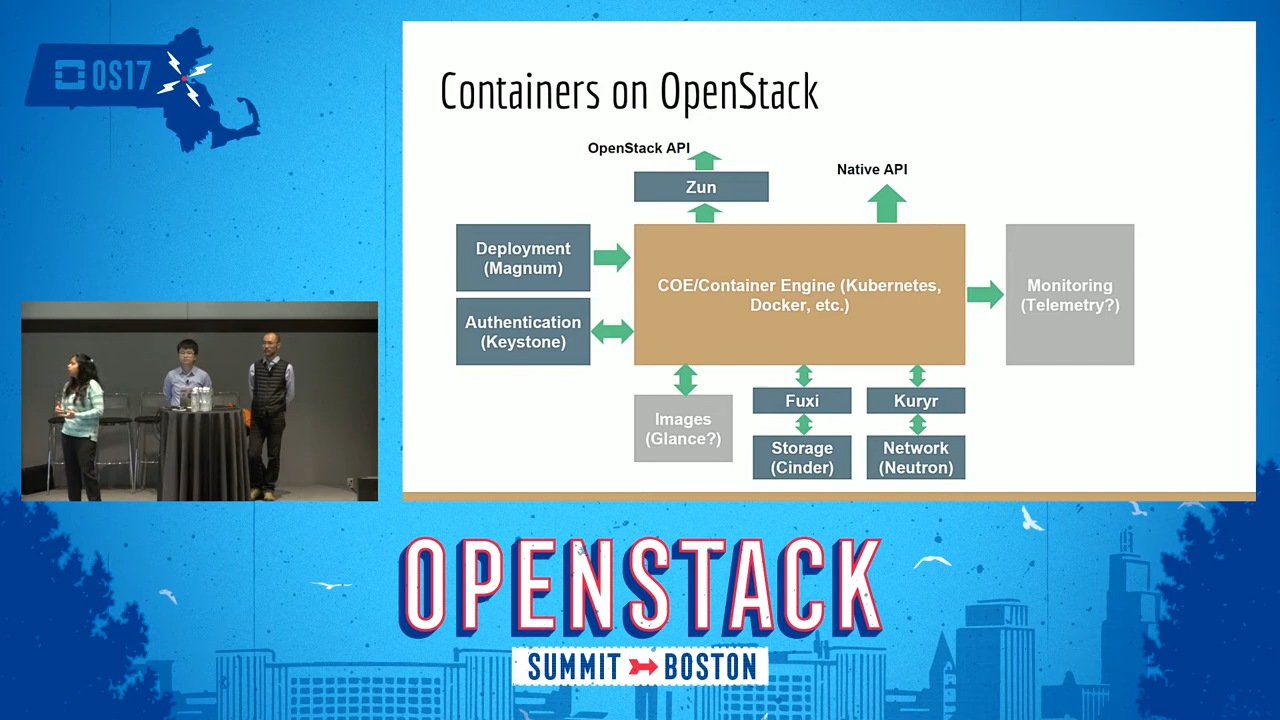 OS17
Containers on OpenStack
OpenStack API
Native API
Zun
Deployment
(Magnum)
COE/Container Engine (Kubernetes,
Docker, etc.)
Monitoring
(Telemetry?)
Authentication
(Keystone)
Images
(Glance?)
Fuxi
Kuryr
Storage
(Cinder)
Network
(Neutron)
OPENSTACK
SUMMIT BOSTON